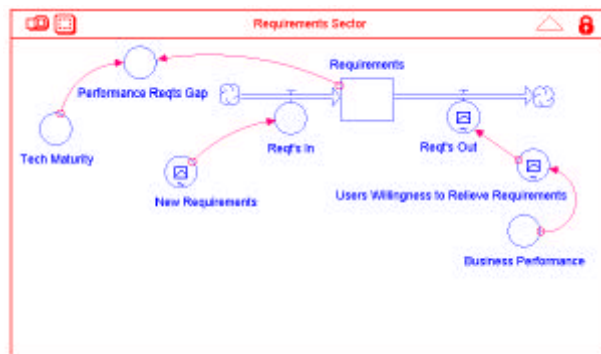 Requirements Sector
Requirements
Performance Reqts Gap
Tech Maturity
Reqt's In
Reqt's Out
New Requirements
Users Willingness to Relieve Requirements
Business Performance